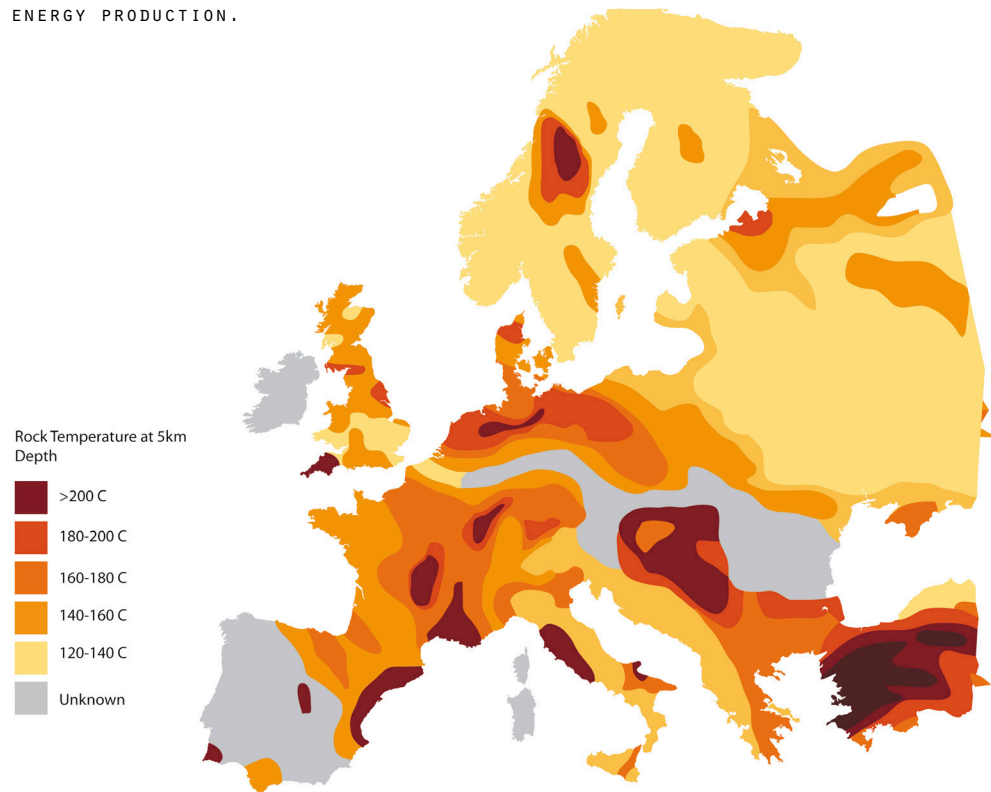 ENERGY PRODUCTION.
Rock Temperature at 5km
Depth
>200 C
180-200 C
160-180 C
140-160 C
120-140 C
Unknown